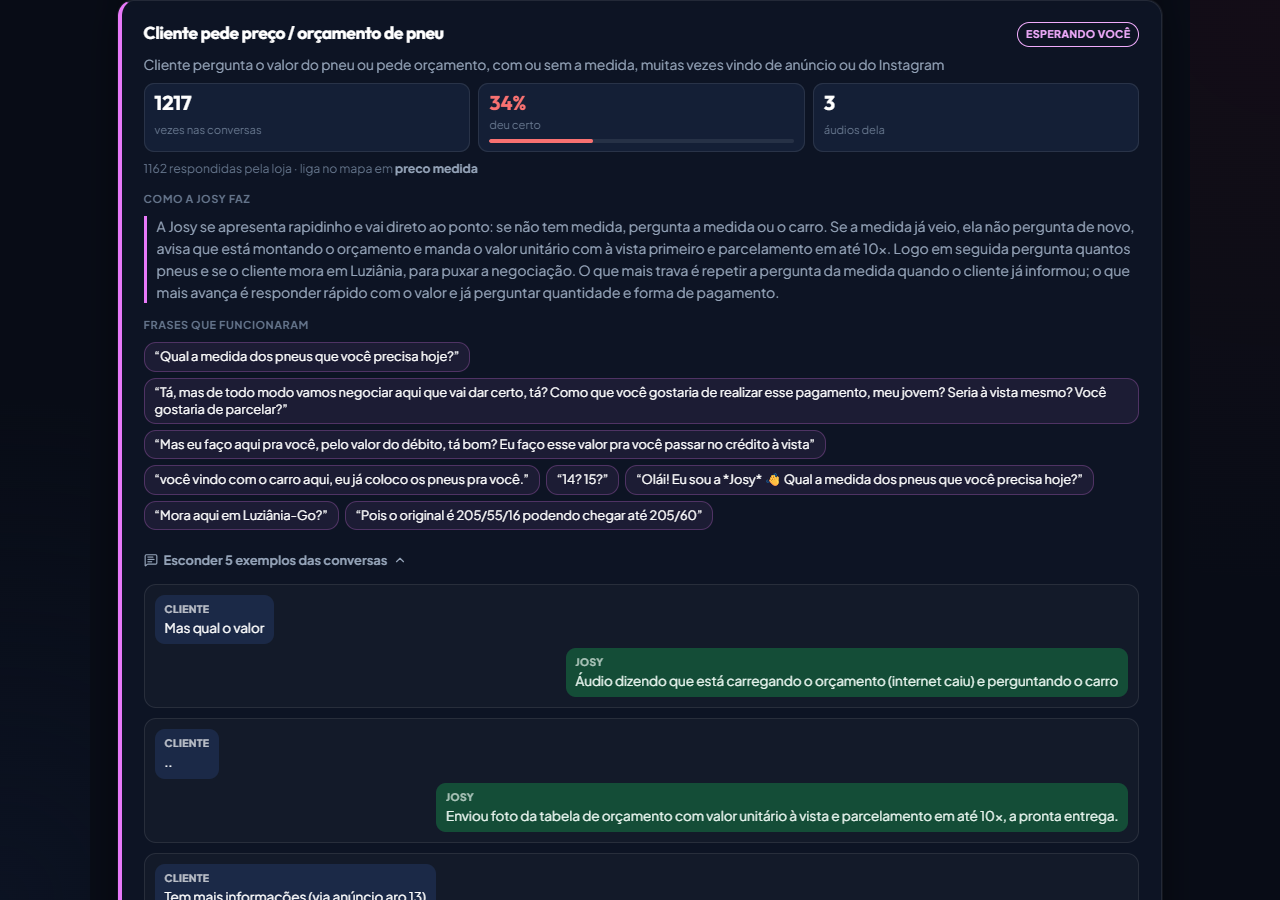 Cliente pede preço / orçamento de pneu
ESPERANDO VOCÊ
Cliente pergunta o valor do pneu ou pede orçamento, com ou sem a medida, muitas vezes vindo de anúncio ou do Instagram
1217
vezes nas conversas
34%
deu certo
3
áudios dela
1162 respondidas pela loja · liga no mapa em preco medida
COMO A JOSY FAZ
A Josy se apresenta rapidinho e vai direto ao ponto: se não tem medida, pergunta a medida ou o carro. Se a medida já veio, ela não pergunta de novo,
avisa que está montando o orçamento e manda o valor unitário com à vista primeiro e parcelamento em até 10x. Logo em seguida pergunta quantos
pneus e se o cliente mora em Luziânia, para puxar a negociação. O que mais trava é repetir a pergunta da medida quando o cliente já informou; o que
mais avança é responder rápido com o valor e já perguntar quantidade e forma de pagamento.
FRASES QUE FUNCIONARAM
“Qual a medida dos pneus que você precisa hoje?”
“Tá, mas de todo modo vamos negociar aqui que vai dar certo, tá? Como que você gostaria de realizar esse pagamento, meu jovem? Seria à vista mesmo? Você
gostaria de parcelar?”
“Mas eu faço aqui pra você, pelo valor do débito, tá bom? Eu faço esse valor pra você passar no crédito à vista”
“você vindo com o carro aqui, eu já coloco os pneus pra você.” “14? 15?” “Olái! Eu sou a *Josy* 👋 Qual a medida dos pneus que você precisa hoje?”
“Mora aqui em Luziânia-Go?” “Pois o original é 205/55/16 podendo chegar até 205/60”
Esconder 5 exemplos das conversas
CLIENTE
Mas qual o valor
JOSY
Áudio dizendo que está carregando o orçamento (internet caiu) e perguntando o carro
CLIENTE
..
JOSY
Enviou foto da tabela de orçamento com valor unitário à vista e parcelamento em até 10x, a pronta entrega.
CLIENTE
Tem mais informações (via anúncio aro 13)